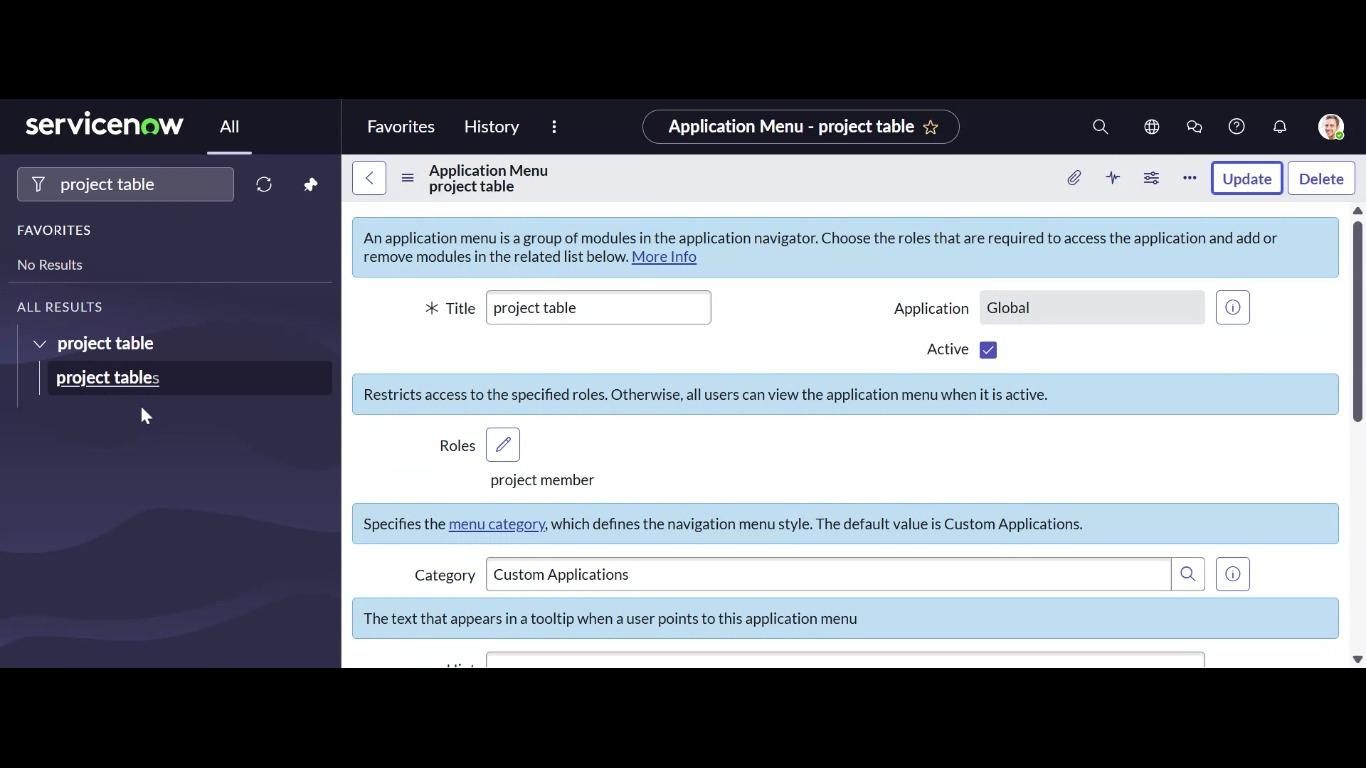 servicenow All Favorites History Application Menu - project table
project table
Application Menu
project table
Update Delete
FAVORITES
No Results
ALL RESULTS
project table
project tables
An application menu is a group of modules in the application navigator. Choose the roles that are required to access the application and add or
remove modules in the related list below. More Info
Title project table Application Global
Active
Restricts access to the specified roles. Otherwise, all users can view the application menu when it is active.
Roles
project member
Specifies the menu category, which defines the navigation menu style. The default value is Custom Applications.
Category Custom Applications
The text that appears in a tooltip when a user points to this application menu